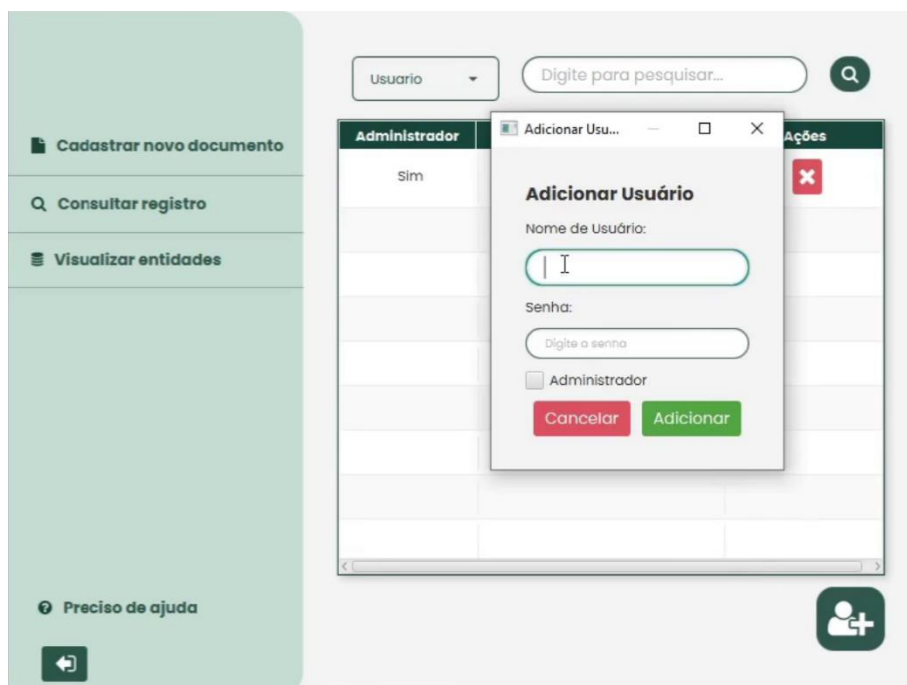 Usuario
Digite para pesquisar...
Cadastrar novo documento
Consultar registro
Visualizar entidades
Preciso de ajuda
Administrador
Ações
Sim
Adicionar Usu...
Adicionar Usuário
Nome de Usuário:
Senha:
Digite a senha
Administrador
Cancelar
Adicionar